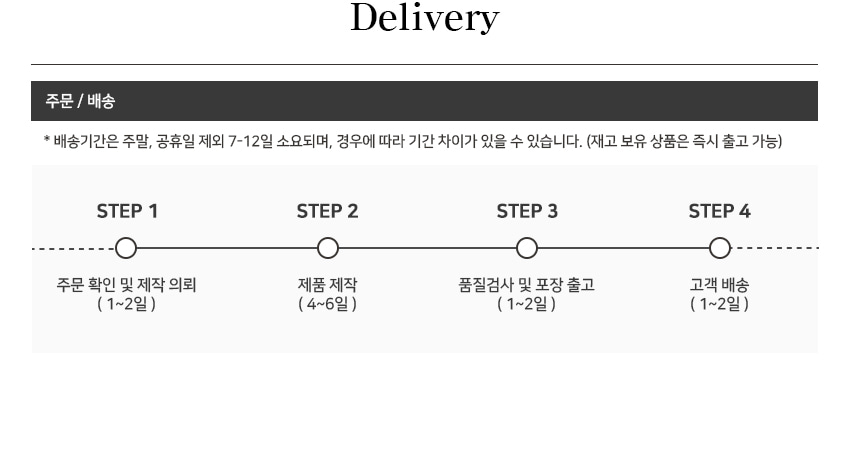 Delivery
주문 / 배송
* 배송기간은 주말, 공휴일 제외 7-12일 소요되며, 경우에 따라 기간 차이가 있을 수 있습니다. (재고 보유 상품은 즉시 출고 가능)
STEP 1
주문 확인 및 제작 의뢰
( 1~2일 )
STEP 2
제품 제작
( 4~6일 )
STEP 3
품질검사 및 포장 출고
( 1~2일 )
STEP 4
고객 배송
( 1~2일 )